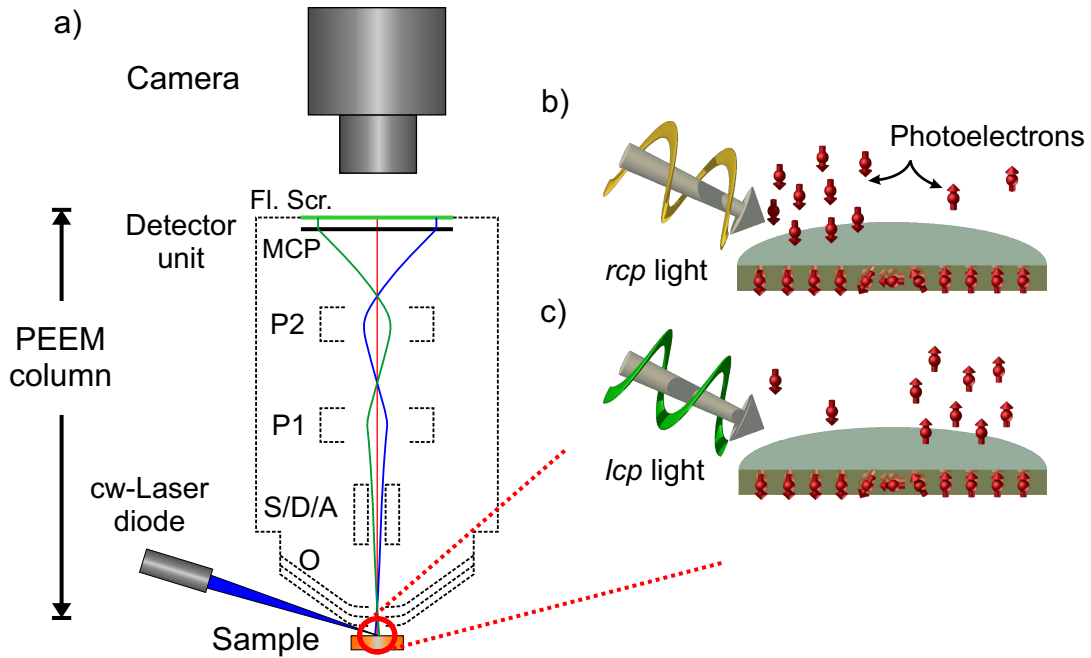 a)
Camera
Fl. Scr.
Detector
unit
MCP
P2
PEEM
column
P1
S/D/A
cw-Laser
diode
O
Sample
b)
Photoelectrons
rcp light
c)
lcp light